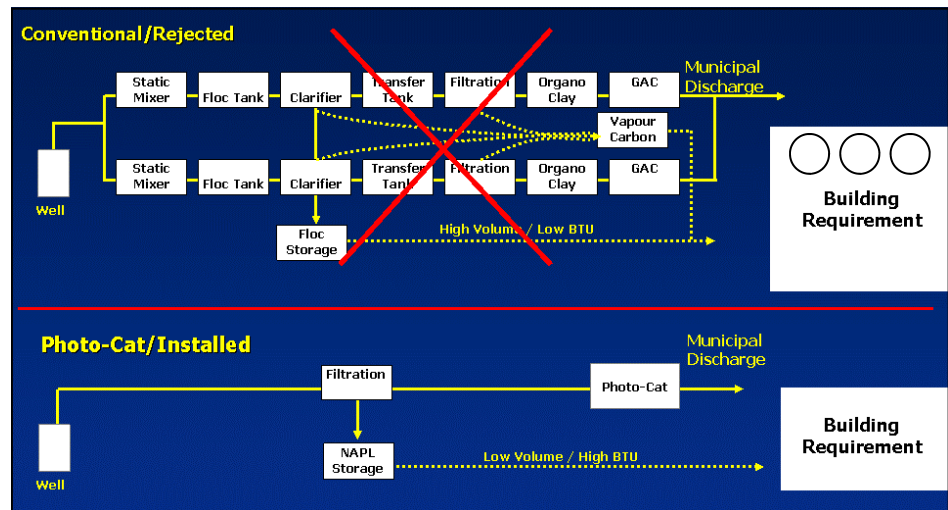 Conventional/Rejected
Municipal
Discharge
Static
Mixer
Floc Tank
Clarifier
Transfer
Tank
Filtration
Organo
Clay
GAC
Vapour
Carbon
Static
Mixer
Floc Tank
Clarifier
Transfer
Tank
Filtration
Organo
Clay
GAC
Well
Floc
Storage
High Volume / Low BTU
Building
Requirement
Photo-Cat/Installed
Municipal
Discharge
Filtration
Photo-Cat
NAPL
Storage
Low Volume / High BTU
Well
Building
Requirement